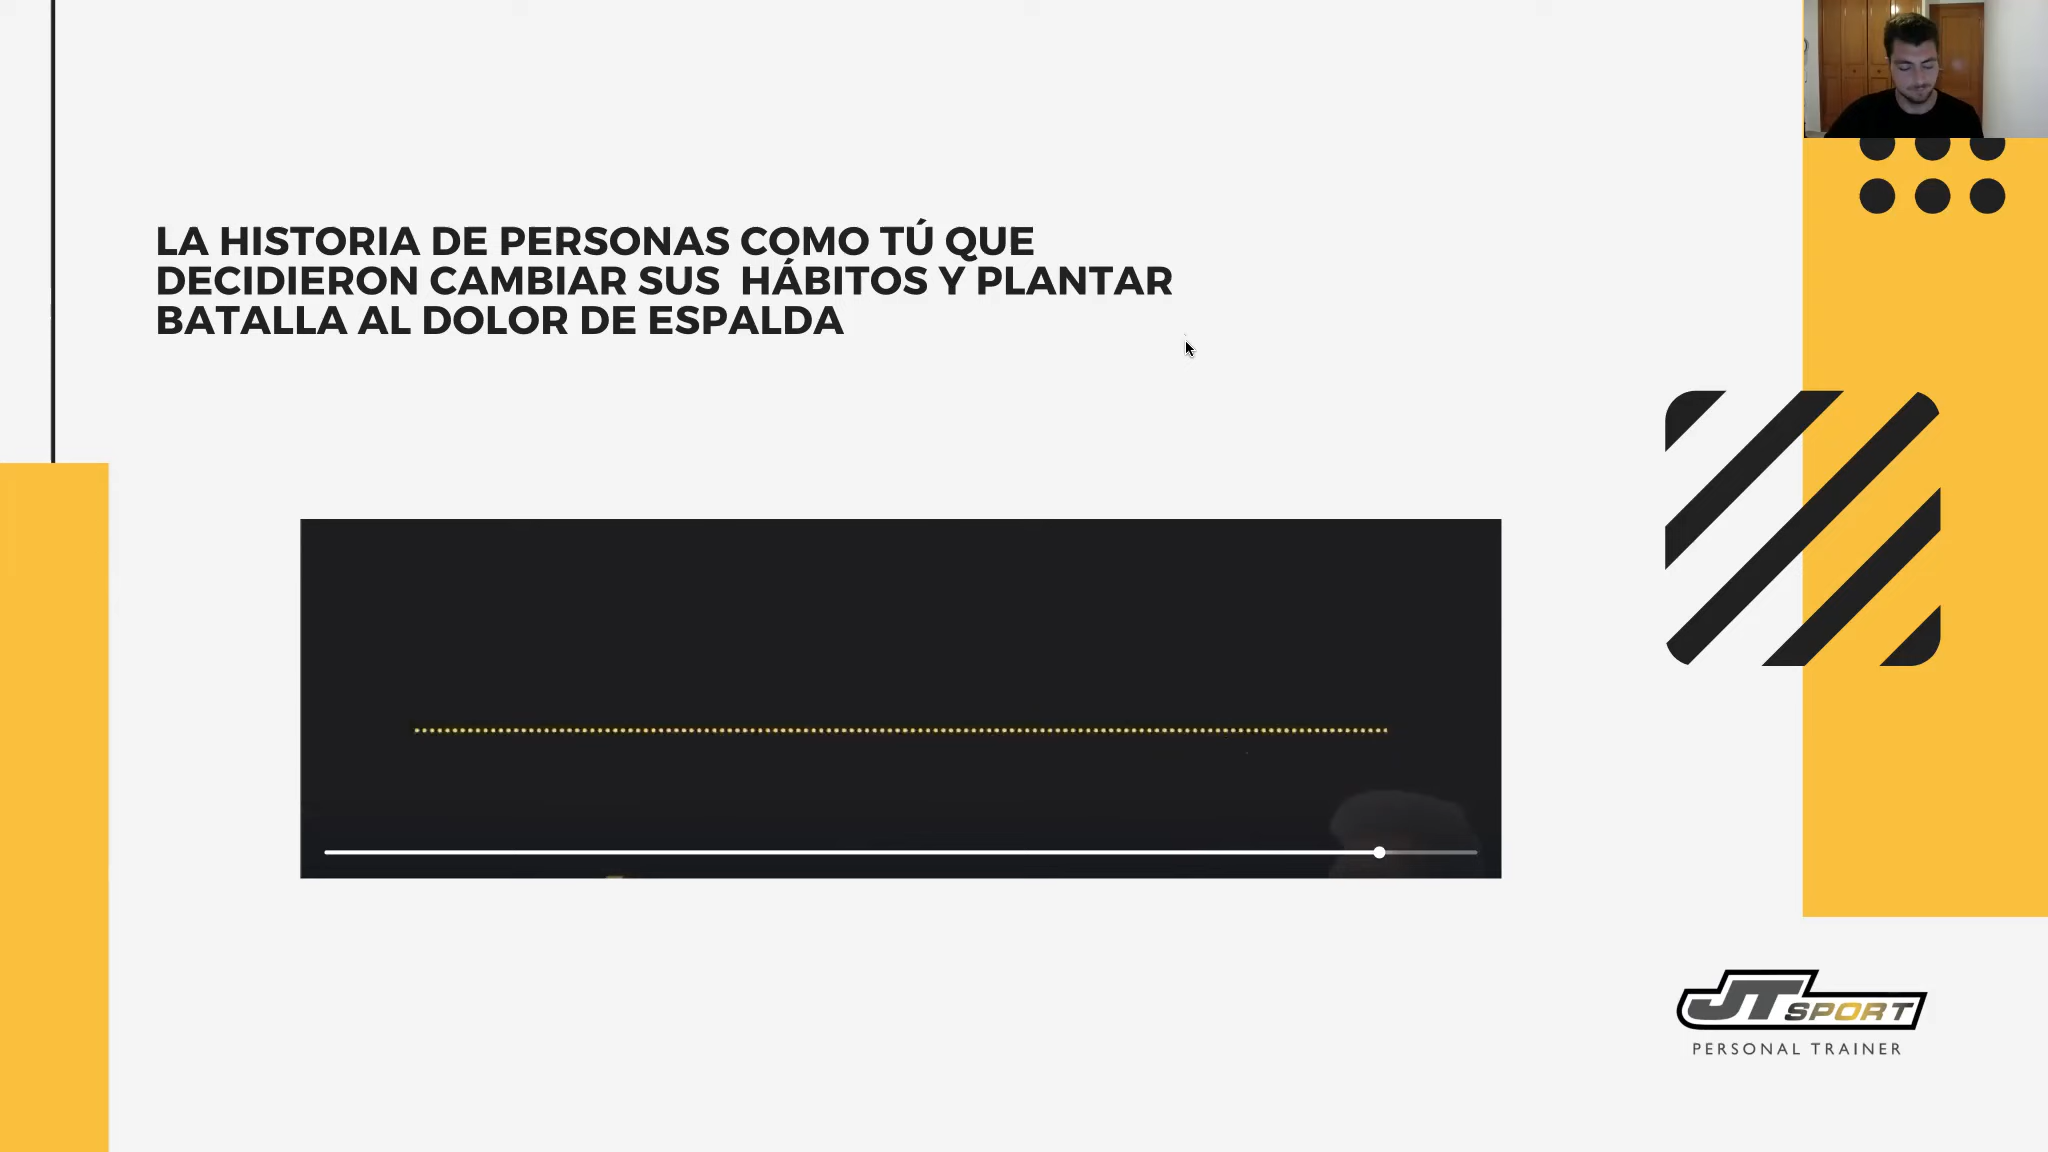 LA HISTORIA DE PERSONAS COMO TÚ QUE
DECIDIERON CAMBIAR SUS HÁBITOS Y PLANTAR
BATALLA AL DOLOR DE ESPALDA
JT SPORT
PERSONAL TRAINER